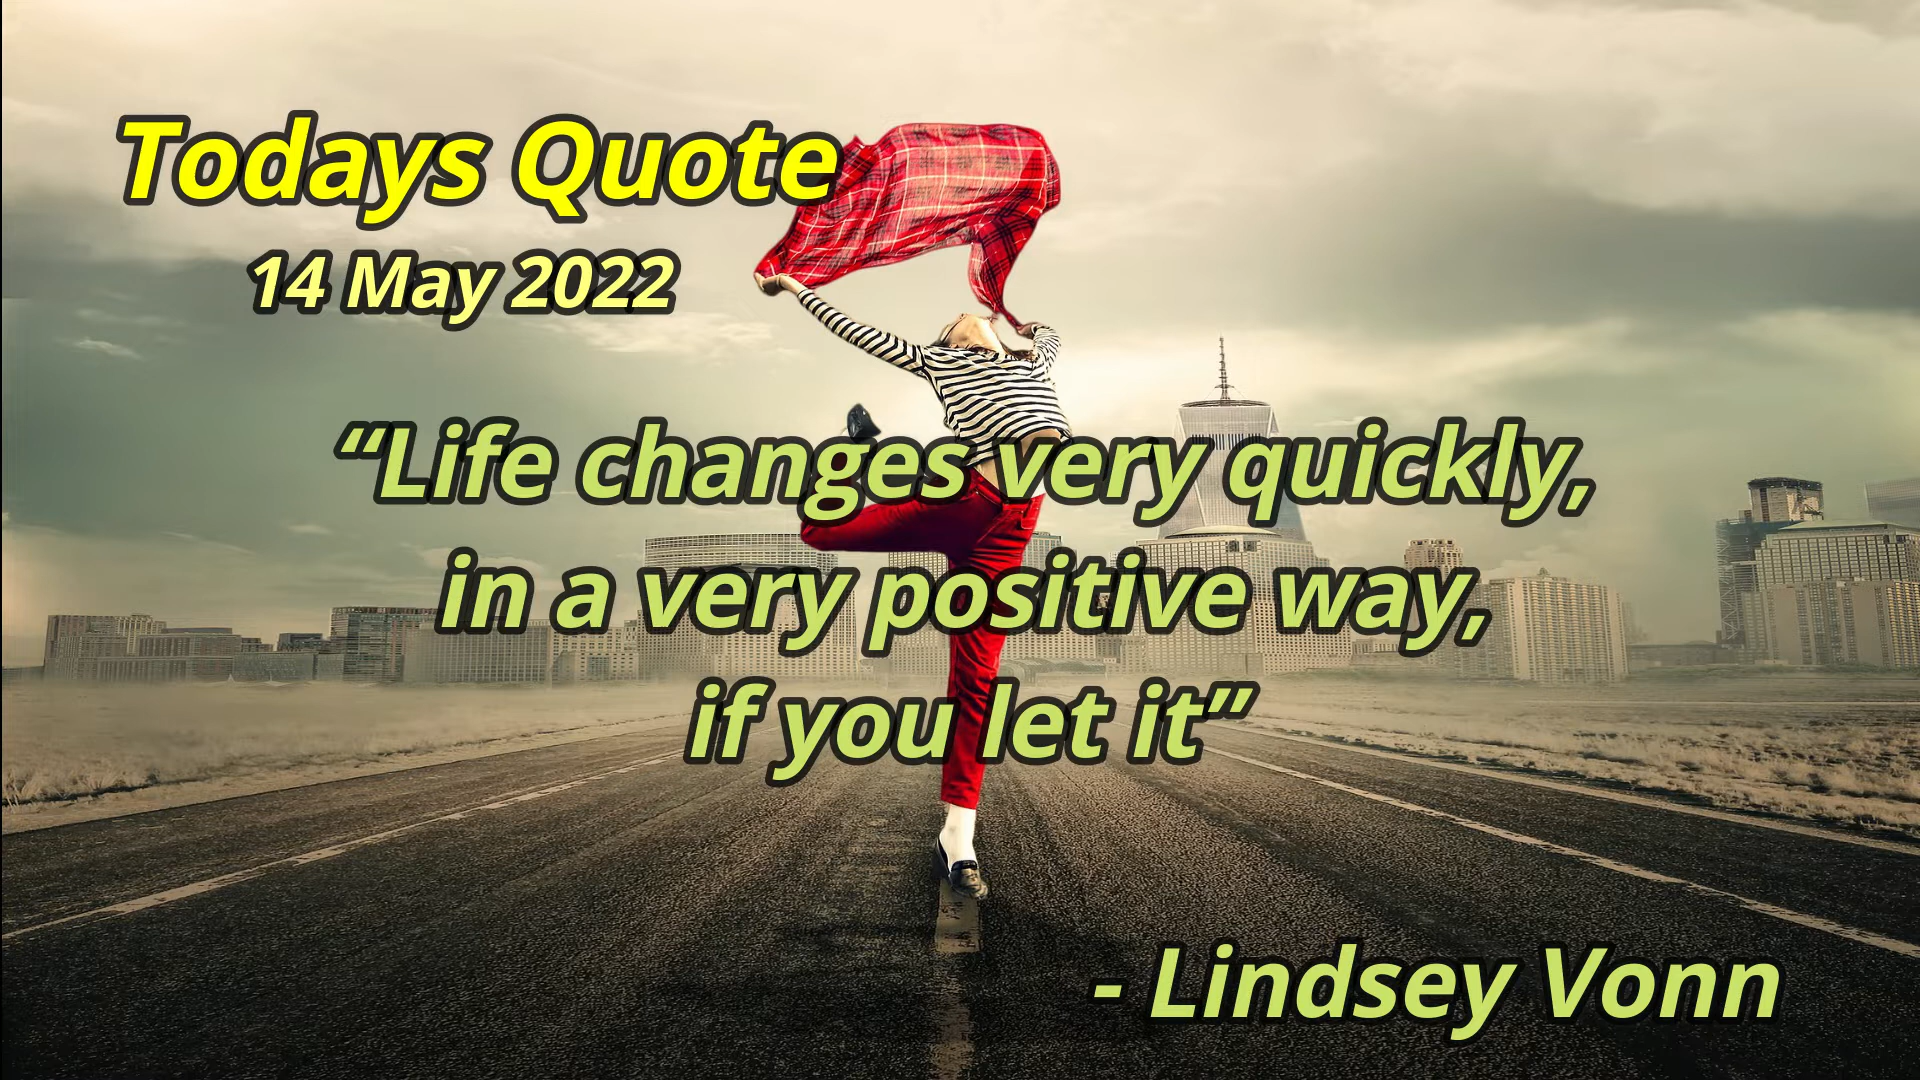 Todays Quote
14 May 2022
“Life changes very quickly,
in a very positive way,
if you let it”
- Lindsey Vonn